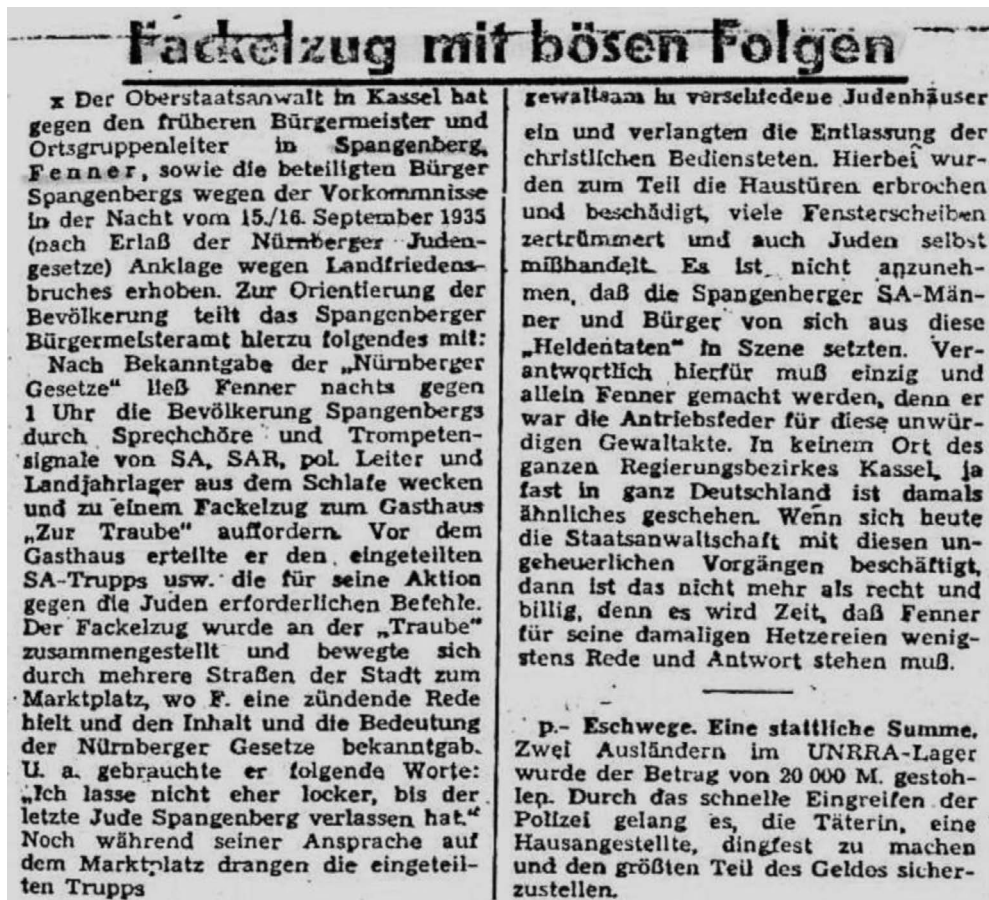 Fackelzug mit bösen Folgen
x Der Oberstaatsanwalt in Kassel hat
gegen den früheren Bürgermeister und
Ortsgruppenleiter in Spangenberg,
Fenner, sowie die beteiligten Bürger
Spangenbergs wegen der Vorkommnisse
in der Nacht vom 15./16. September 1935
(nach Erlaß der Nürnberger Juden-
gesetze) Anklage wegen Landfriedens-
bruches erhoben. Zur Orientierung der
Bevölkerung teilt das Spangenberger
Bürgermeisteramt hierzu folgendes mit:
Nach Bekanntgabe der „Nürnberger
Gesetze“ ließ Fenner nachts gegen
1 Uhr die Bevölkerung Spangenbergs
durch Sprechchöre und Trompeten-
signale von SA, SAR, pol. Leiter und
Landjahrlager aus dem Schlafe wecken
und zu einem Fackelzug zum Gasthaus
„Zur Traube“ auffordern. Vor dem
Gasthaus erteilte er den eingeteilten
SA-Trupps usw. die für seine Aktion
gegen die Juden erforderlichen Befehle.
Der Fackelzug wurde an der „Traube“
zusammengestellt und bewegte sich
durch mehrere Straßen der Stadt zum
Marktplatz, wo F. eine zündende Rede
hielt und den Inhalt und die Bedeutung
der Nürnberger Gesetze bekanntgab.
U. a. gebrauchte er folgende Worte:
„Ich lasse nicht eher locker, bis der
letzte Jude Spangenberg verlassen hat.“
Noch während seiner Ansprache auf
dem Marktplatz drangen die eingeteil-
ten Trupps
gewaltsam in verschiedene Judenhäuser
ein und verlangten die Entlassung der
christlichen Bediensteten. Hierbei wur-
den zum Teil die Haustüren erbrochen
und beschädigt, viele Fensterscheiben
zertrümmert und auch Juden selbst
mißhandelt. Es ist nicht anzuneh-
men, daß die Spangenberger SA-Män-
ner und Bürger von sich aus diese
„Heldentaten“ in Szene setzten. Ver-
antwortlich hierfür muß einzig und
allein Fenner gemacht werden, denn er
war die Antriebsfeder für diese unwür-
digen Gewaltakte. In keinem Ort des
ganzen Regierungsbezirkes Kassel, ja
fast in ganz Deutschland ist damals
ähnliches geschehen. Wenn sich heute
die Staatsanwaltschaft mit diesen un-
geheuerlichen Vorgängen beschäftigt,
dann ist das nicht mehr als recht und
billig, denn es wird Zeit, daß Fenner
für seine damaligen Hetzereien wenig-
stens Rede und Antwort stehen muß.
p.- Eschwege. Eine stattliche Summe.
Zwei Ausländern im UNRRA-Lager
wurde der Betrag von 20 000 M. gestoh-
len. Durch das schnelle Eingreifen der
Polizei gelang es, die Täterin, eine
Hausangestellte, dingfest zu machen
und den größten Teil des Geldes sicher-
zustellen.